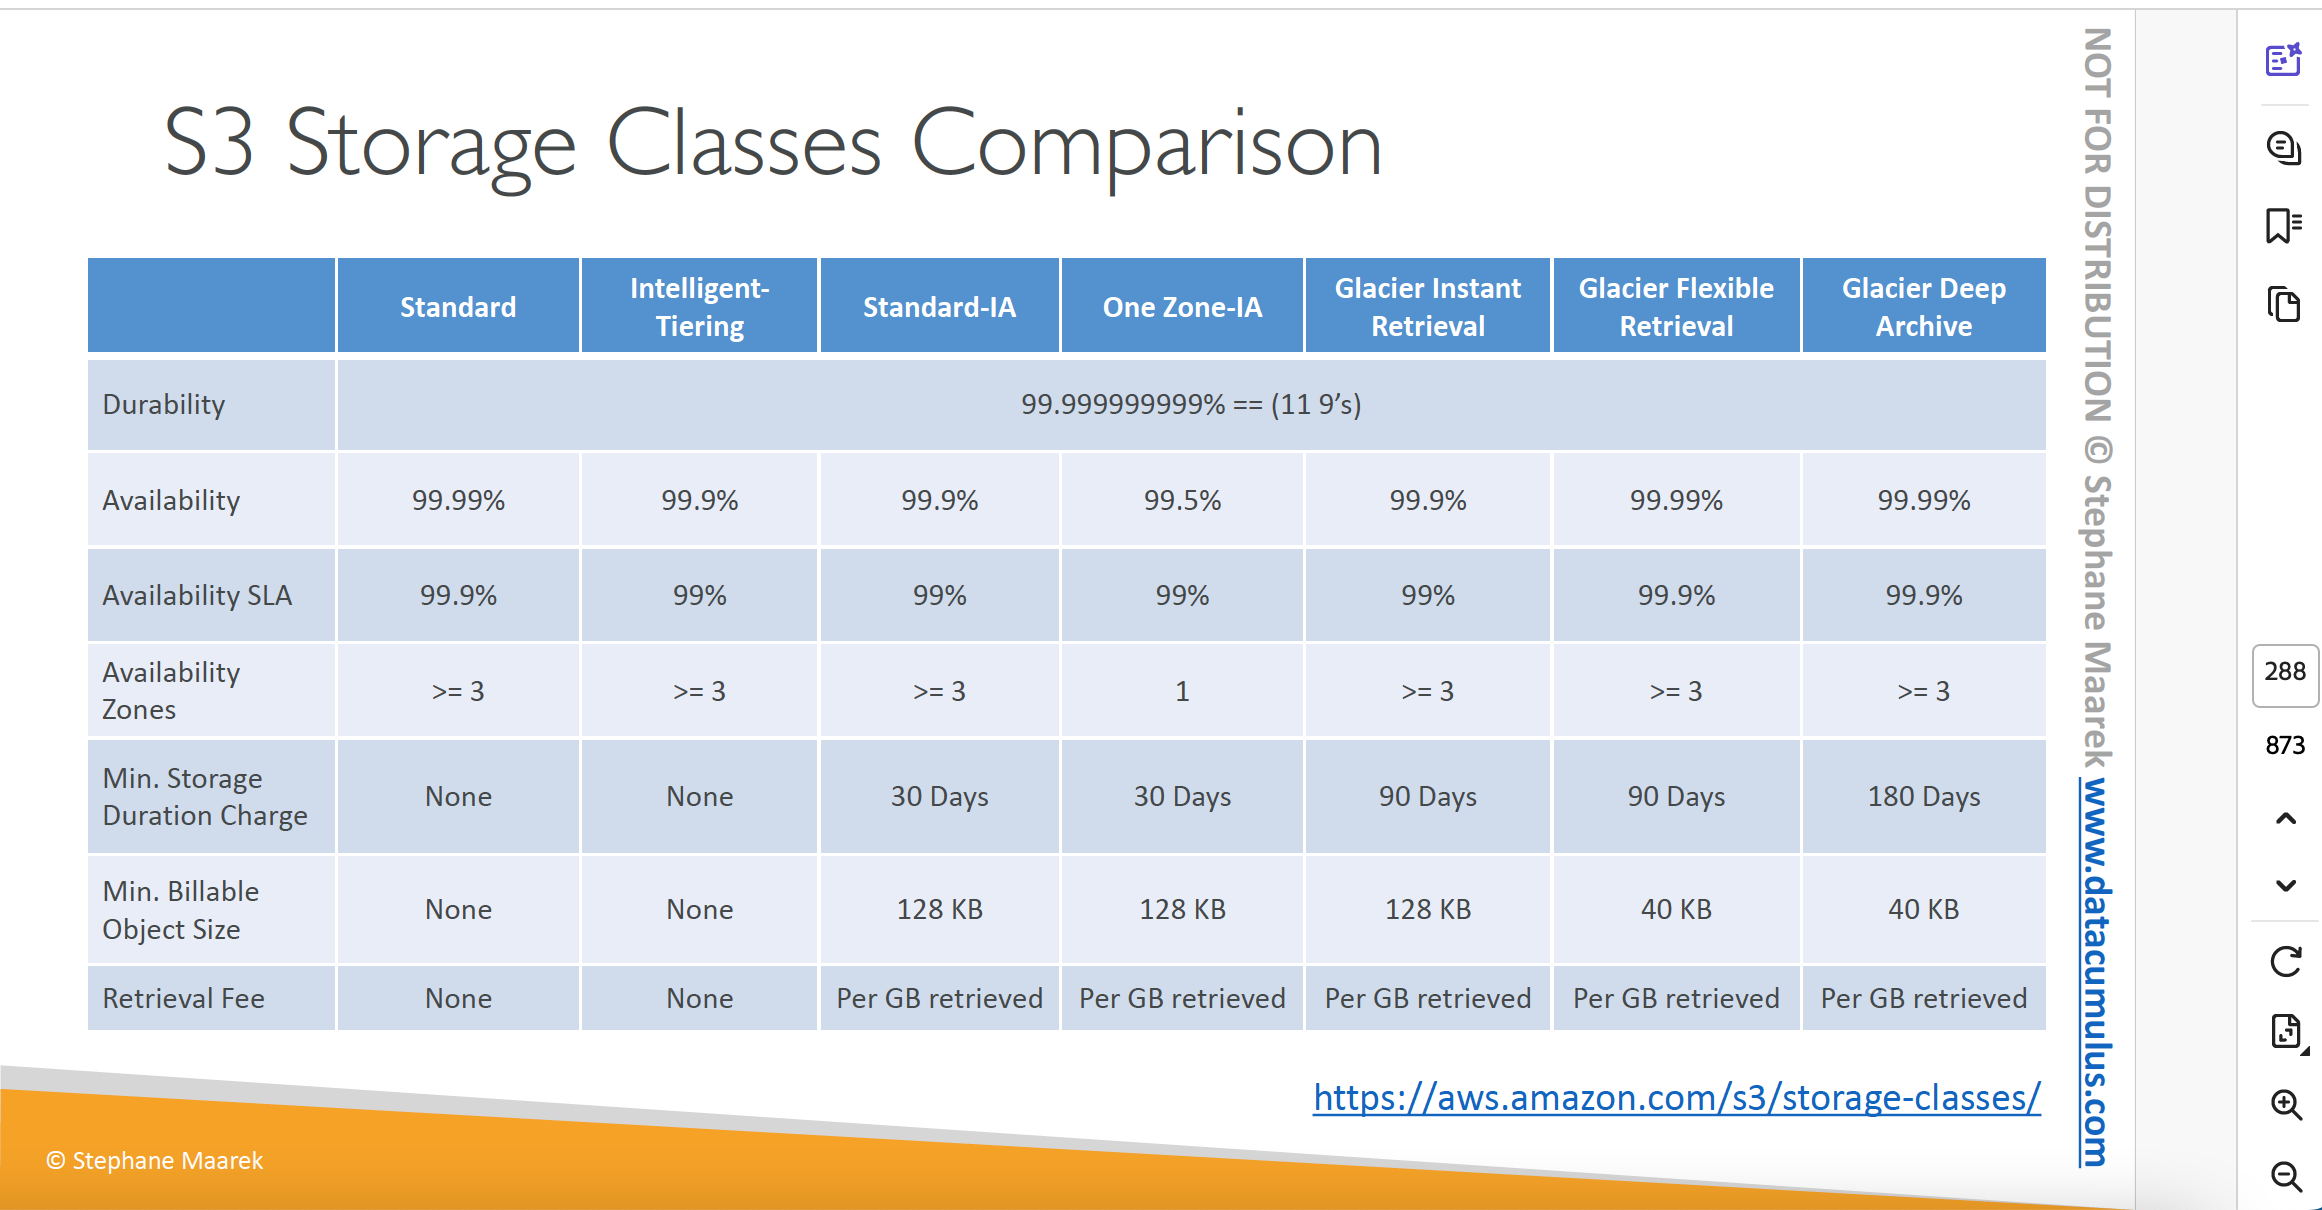 S3 Storage Classes Comparison
Standard
Intelligent-
Tiering
Standard-IA
One Zone-IA
Glacier Instant
Retrieval
Glacier Flexible
Retrieval
Glacier Deep
Archive
Durability
99.999999999% == (11 9’s)
Availability
99.99%
99.9%
99.9%
99.5%
99.9%
99.99%
99.99%
Availability SLA
99.9%
99%
99%
99%
99%
99.9%
99.9%
Availability
Zones
>= 3
>= 3
>= 3
1
>= 3
>= 3
>= 3
Min. Storage
Duration Charge
None
None
30 Days
30 Days
90 Days
90 Days
180 Days
Min. Billable
Object Size
None
None
128 KB
128 KB
128 KB
40 KB
40 KB
Retrieval Fee
None
None
Per GB retrieved
Per GB retrieved
Per GB retrieved
Per GB retrieved
Per GB retrieved
https://aws.amazon.com/s3/storage-classes/
© Stephane Maarek
NOT FOR DISTRIBUTION © Stephane Maarek www.datacumulus.com
288
873